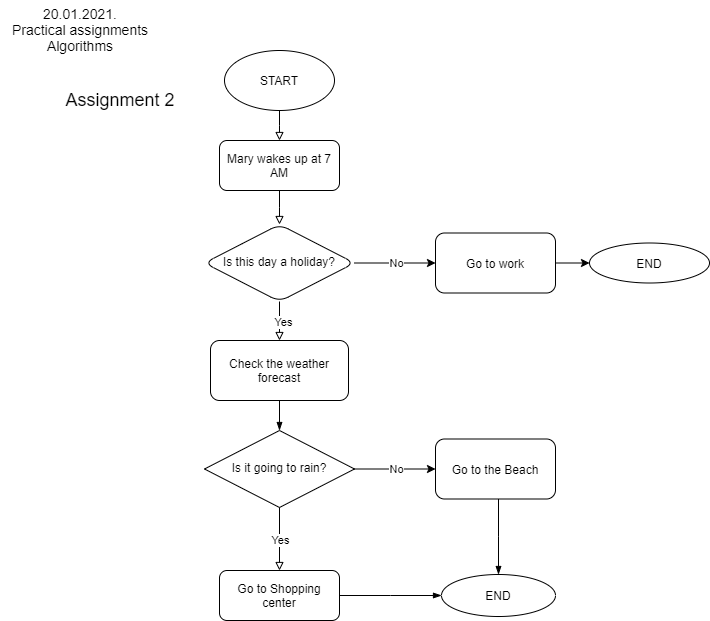 20.01.2021.
Practical assignments
Algorithms
Assignment 2
START
Mary wakes up at 7
AM
Is this day a holiday?
No
Go to work
END
Yes
Check the weather
forecast
Is it going to rain?
No
Go to the Beach
Yes
Go to Shopping
center
END